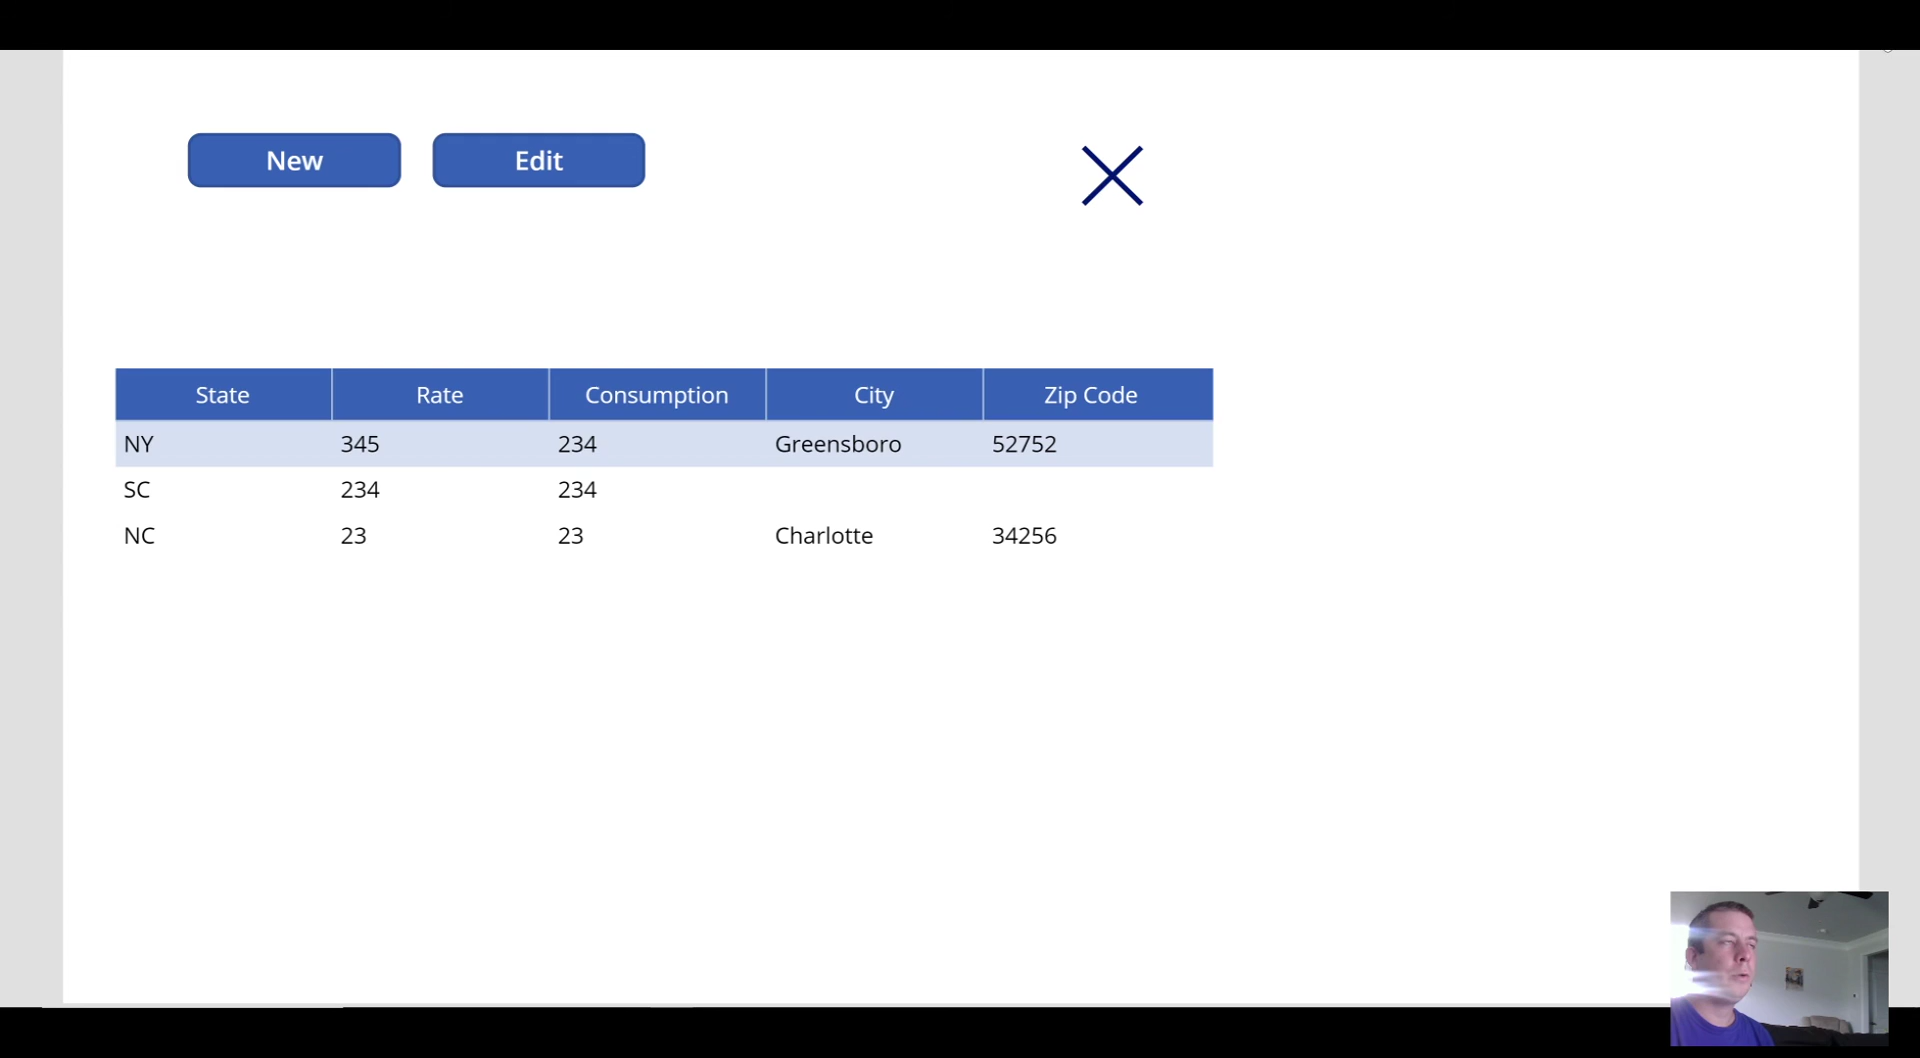 New Edit
State Rate Consumption City Zip Code
NY 345 234 Greensboro 52752
SC 234 234
NC 23 23 Charlotte 34256